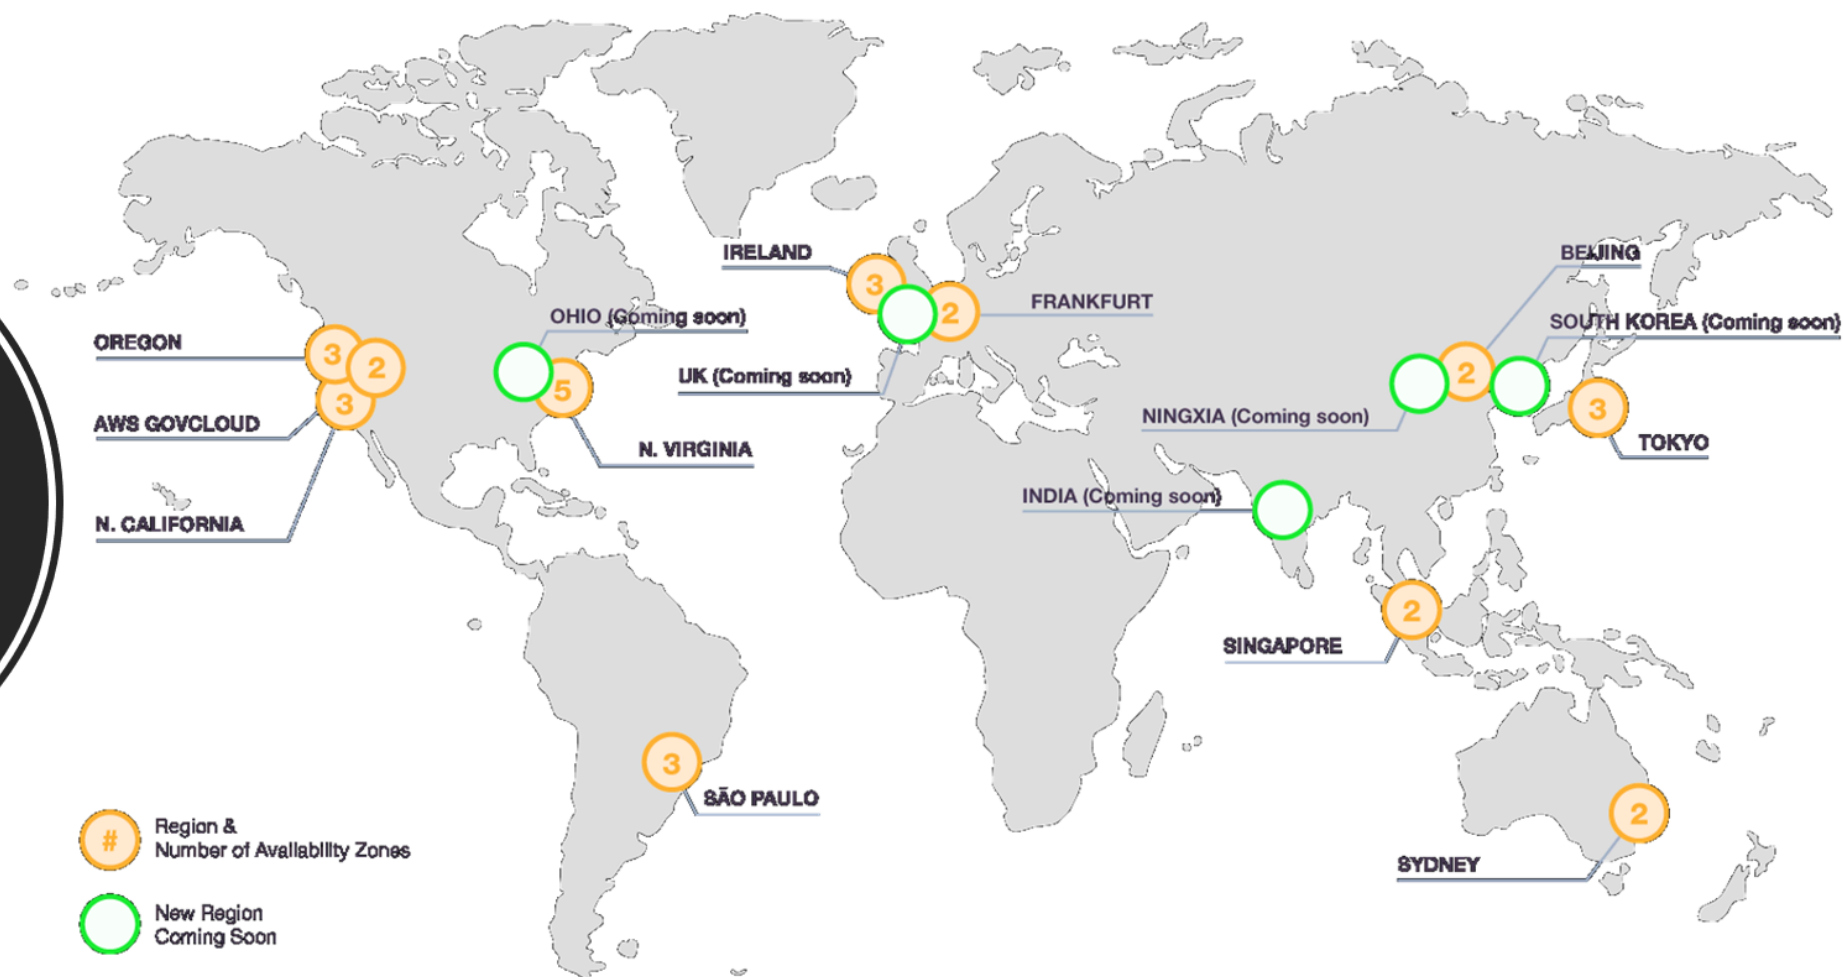 IRELAND
BEIJING
FRANKFURT
OHIO (Coming soon)
SOUTH KOREA (Coming soon)
OREGON
UK (Coming soon)
NINGXIA (Coming soon)
AWS GOVCLOUD
N. VIRGINIA
TOKYO
INDIA (Coming soon)
N. CALIFORNIA
SINGAPORE
SÃO PAULO
SYDNEY
3
2
3
2
3
5
2
3
2
3
2
#
Region &
Number of Availability Zones
New Region
Coming Soon